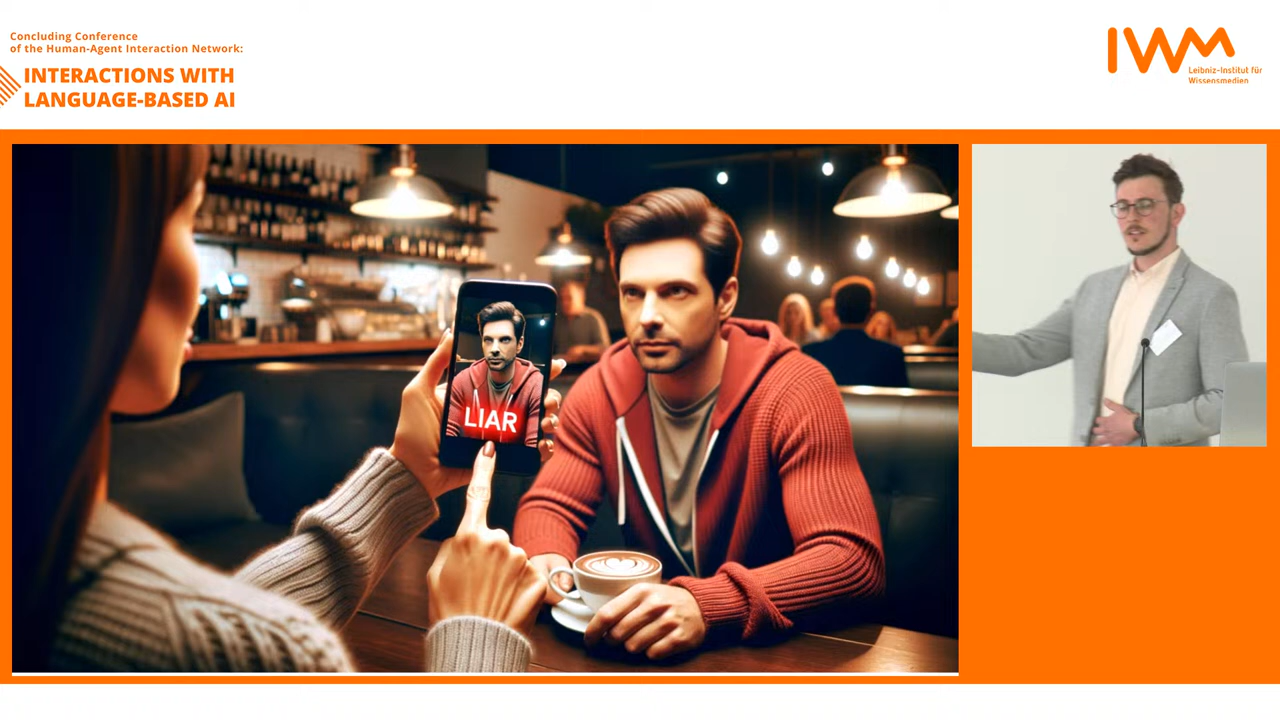 Concluding Conference
of the Human-Agent Interaction Network:
INTERACTIONS WITH
LANGUAGE-BASED AI
IWM
Leibniz-Institut für
Wissensmedien
LIAR